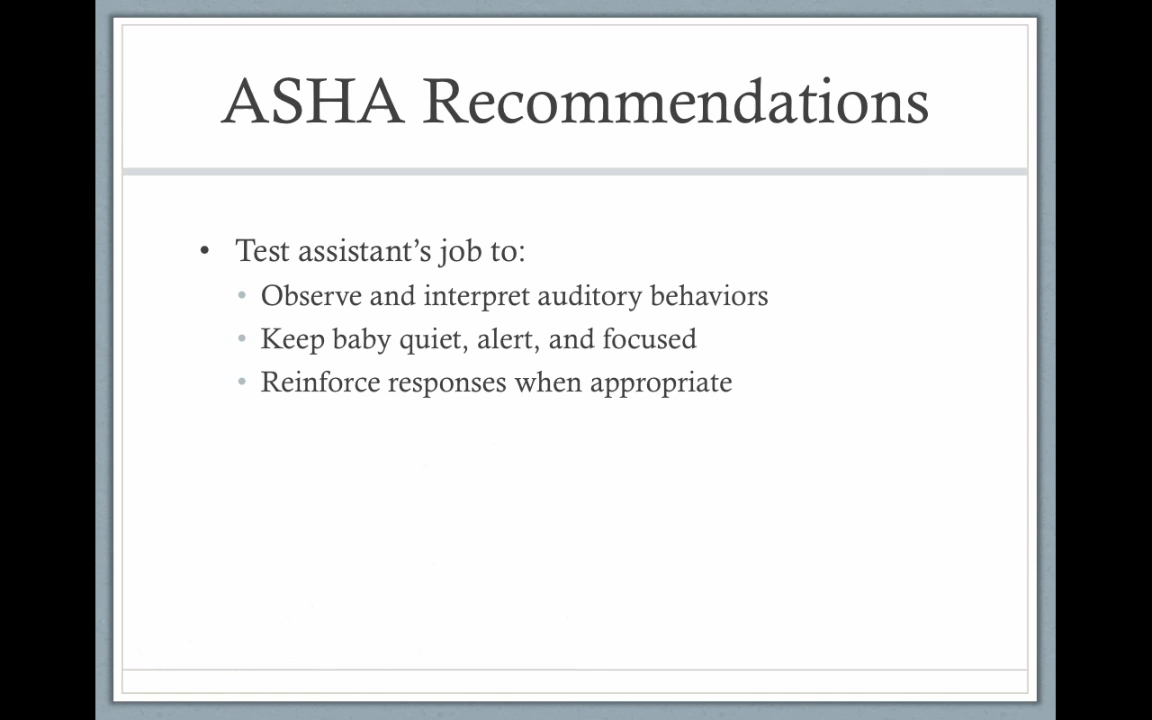 ASHA Recommendations
• Test assistant’s job to:
• Observe and interpret auditory behaviors
• Keep baby quiet, alert, and focused
• Reinforce responses when appropriate